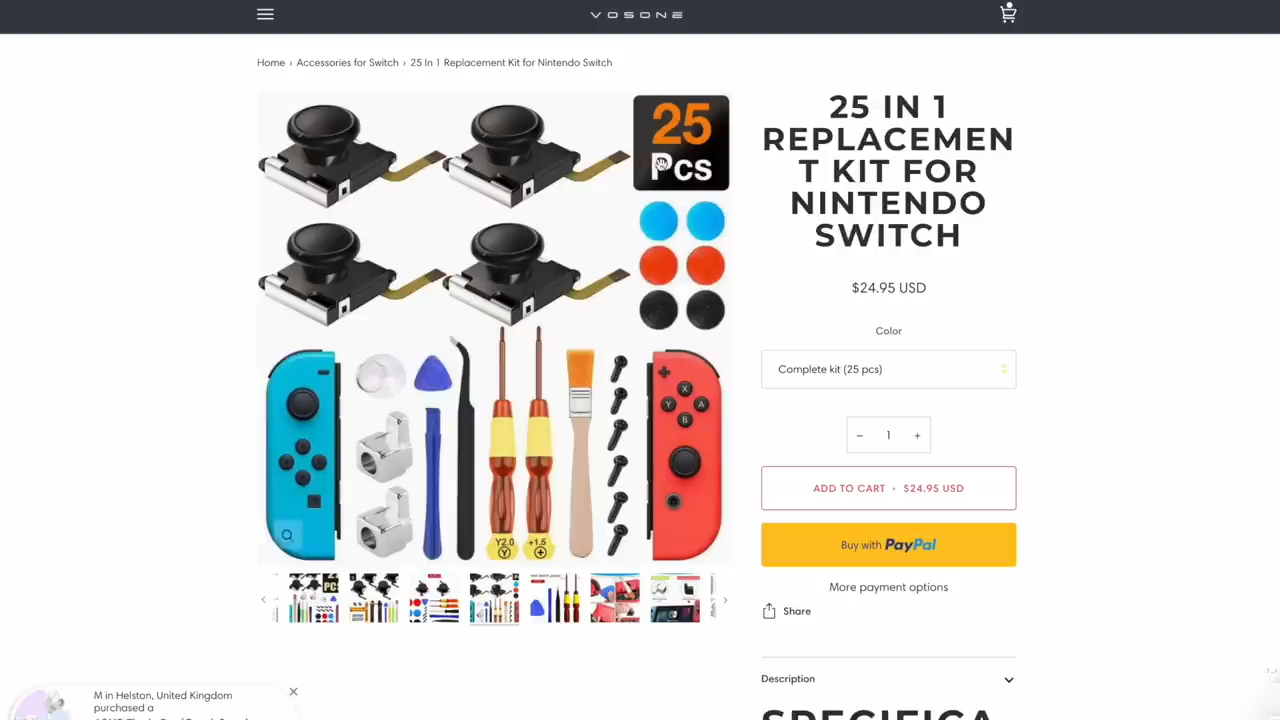 VOSONE
Home › Accessories for Switch › 25 In 1 Replacement Kit for Nintendo Switch
25
Pcs
X
Y A
B
Y2.0
Y
+1.5
25 IN 1
REPLACEMEN
T KIT FOR
NINTENDO
SWITCH
$24.95 USD
Color
Complete kit (25 pcs)
− 1 +
ADD TO CART • $24.95 USD
Buy with PayPal
More payment options
Share
Description
SPECIFICA
M in Helston, United Kingdom
purchased a